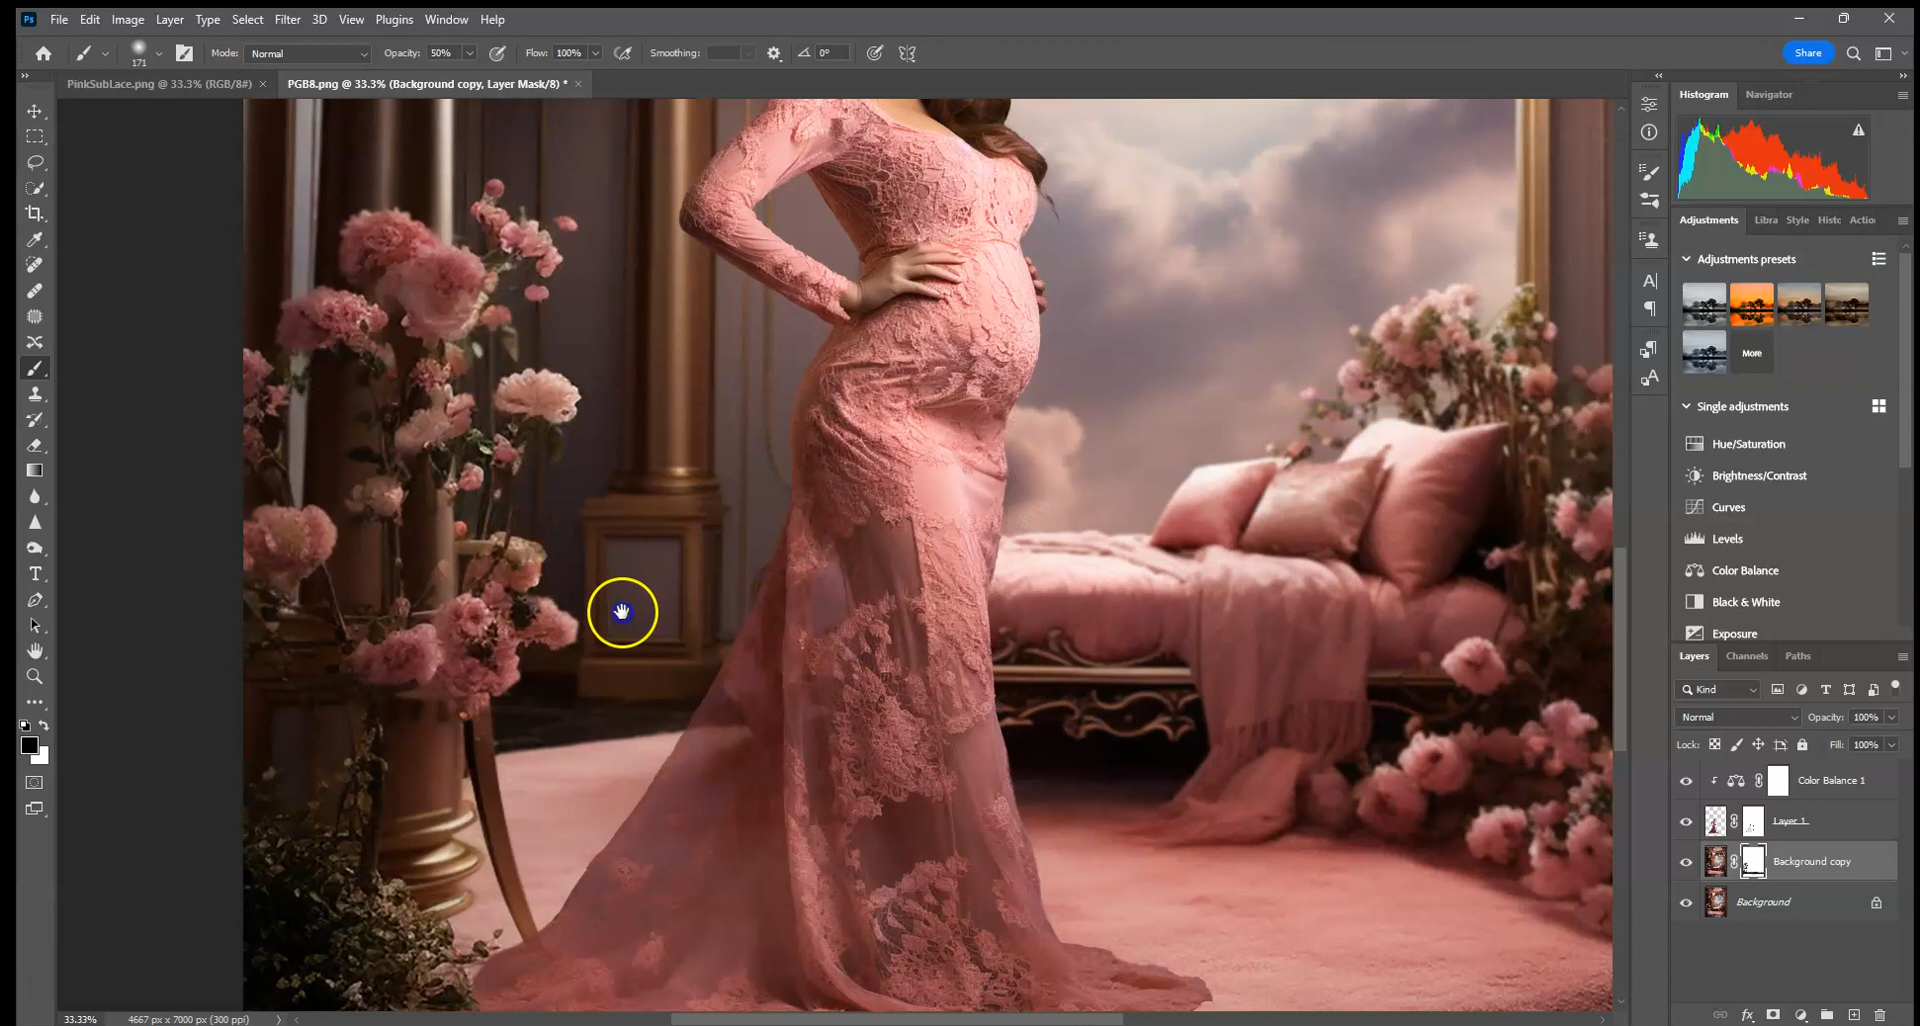 Ps File Edit Image Layer Type Select Filter 3D View Plugins Window Help
171 Mode: Normal Opacity: 50% Flow: 100% Smoothing: 0° Share
PinkSubLace.png @ 33.3% (RGB/8#) PGB8.png @ 33.3% (Background copy, Layer Mask/8) *
Histogram Navigator
Adjustments Libra Style Histo Actio
Adjustments presets
More
Single adjustments
Hue/Saturation
Brightness/Contrast
Curves
Levels
Color Balance
Black & White
Exposure
Layers Channels Paths
Kind
Normal Opacity: 100%
Lock: Fill: 100%
Color Balance 1
Layer 1
Background copy
Background
33.33% 4667 px x 7000 px (300 ppi)